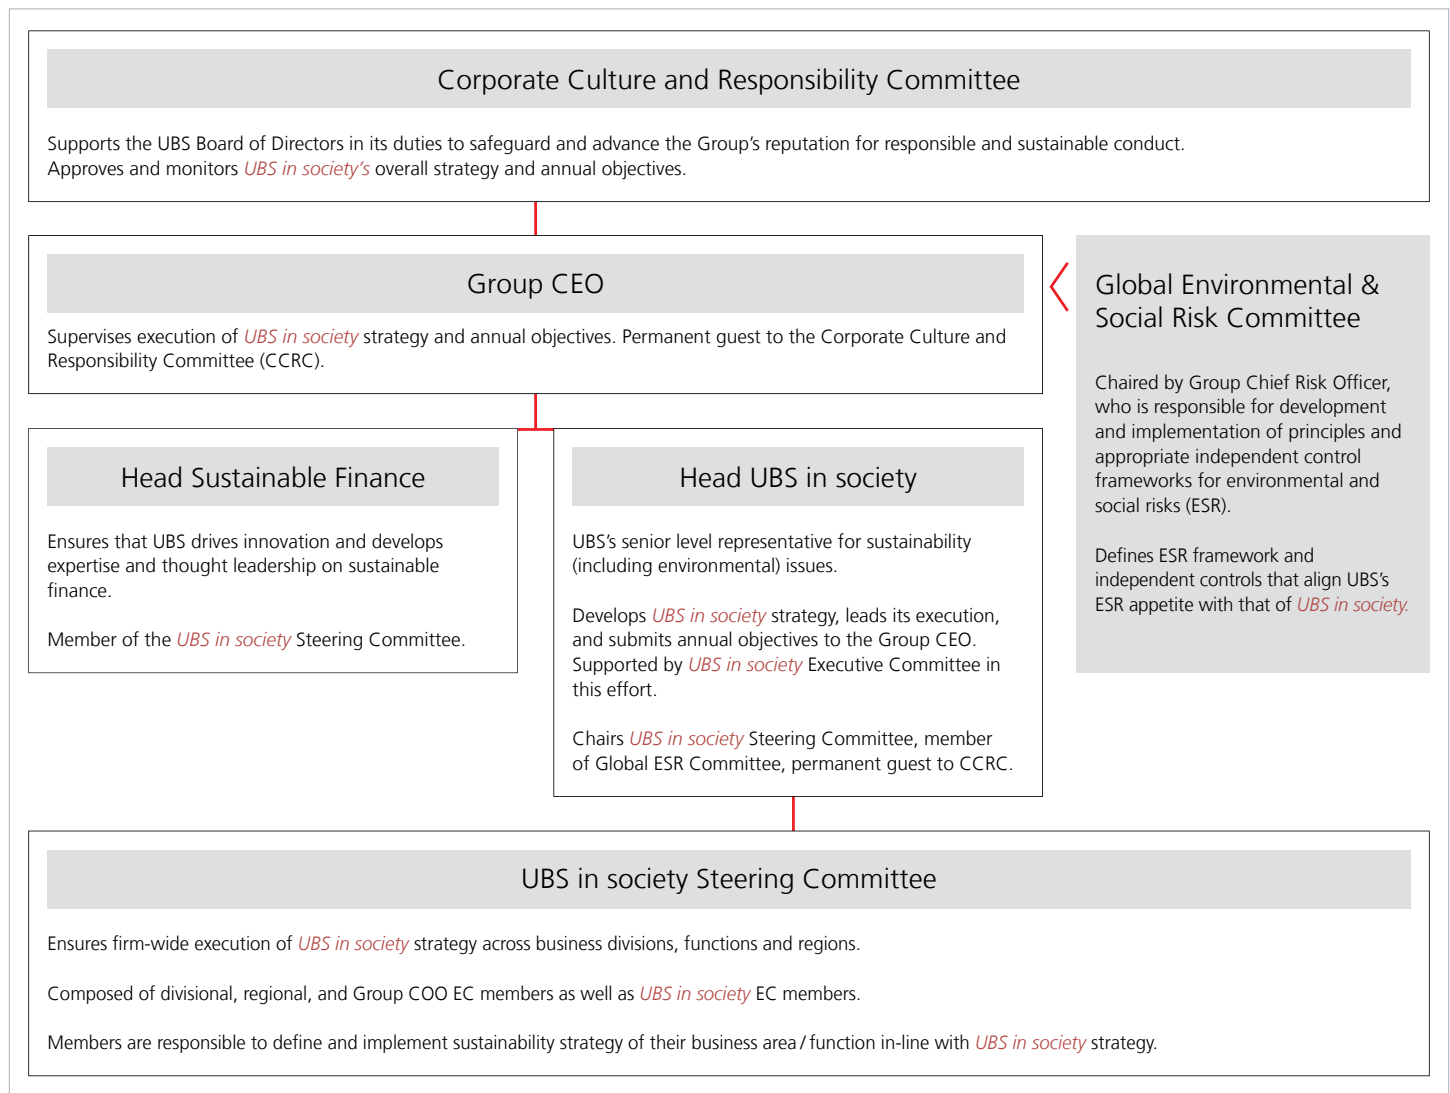 Corporate Culture and Responsibility Committee
Supports the UBS Board of Directors in its duties to safeguard and advance the Group’s reputation for responsible and sustainable conduct.
Approves and monitors UBS in society’s overall strategy and annual objectives.
Group CEO
Supervises execution of UBS in society strategy and annual objectives. Permanent guest to the Corporate Culture and
Responsibility Committee (CCRC).
Global Environmental &
Social Risk Committee
Chaired by Group Chief Risk Officer,
who is responsible for development
and implementation of principles and
appropriate independent control
frameworks for environmental and
social risks (ESR).
Defines ESR framework and
independent controls that align UBS’s
ESR appetite with that of UBS in society.
Head Sustainable Finance
Ensures that UBS drives innovation and develops
expertise and thought leadership on sustainable
finance.
Member of the UBS in society Steering Committee.
Head UBS in society
UBS’s senior level representative for sustainability
(including environmental) issues.
Develops UBS in society strategy, leads its execution,
and submits annual objectives to the Group CEO.
Supported by UBS in society Executive Committee in
this effort.
Chairs UBS in society Steering Committee, member
of Global ESR Committee, permanent guest to CCRC.
UBS in society Steering Committee
Ensures firm-wide execution of UBS in society strategy across business divisions, functions and regions.
Composed of divisional, regional, and Group COO EC members as well as UBS in society EC members.
Members are responsible to define and implement sustainability strategy of their business area / function in-line with UBS in society strategy.